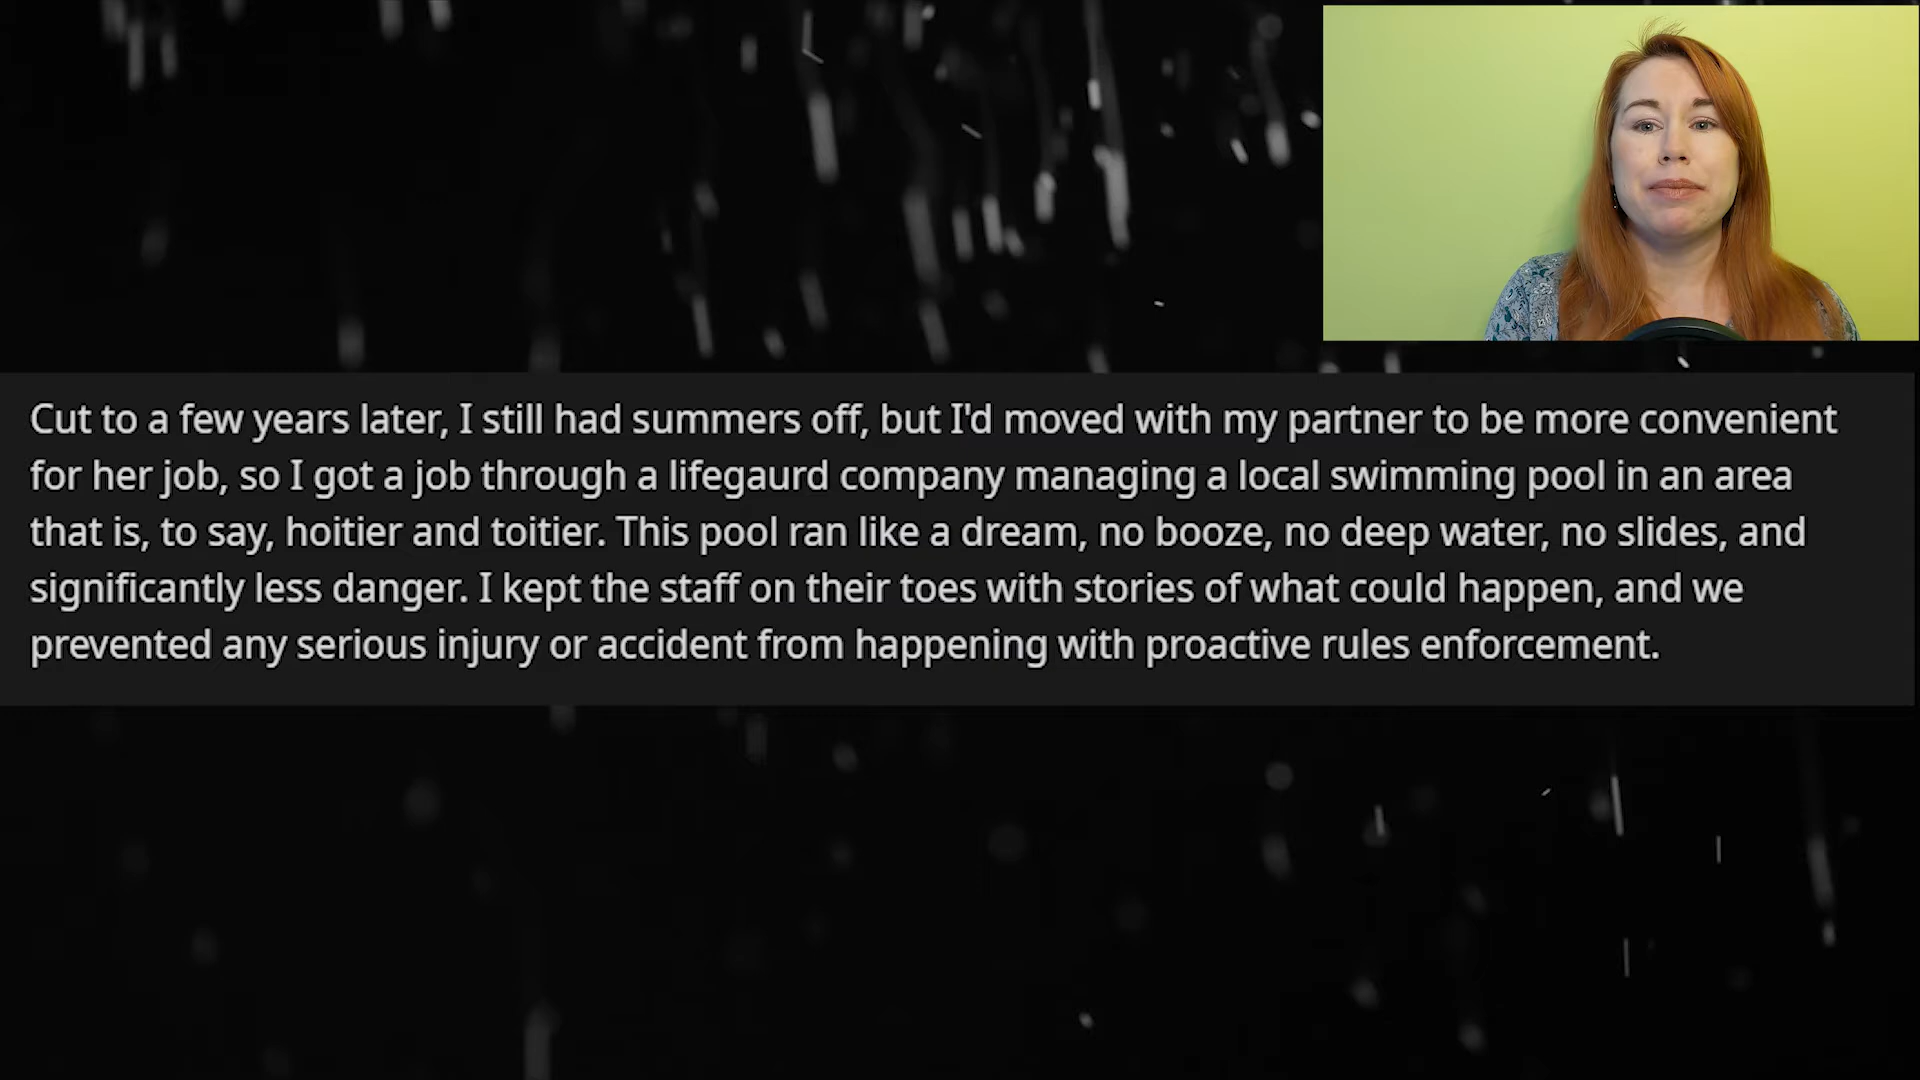 Cut to a few years later, I still had summers off, but I'd moved with my partner to be more convenient
for her job, so I got a job through a lifegaurd company managing a local swimming pool in an area
that is, to say, hoitier and toitier. This pool ran like a dream, no booze, no deep water, no slides, and
significantly less danger. I kept the staff on their toes with stories of what could happen, and we
prevented any serious injury or accident from happening with proactive rules enforcement.